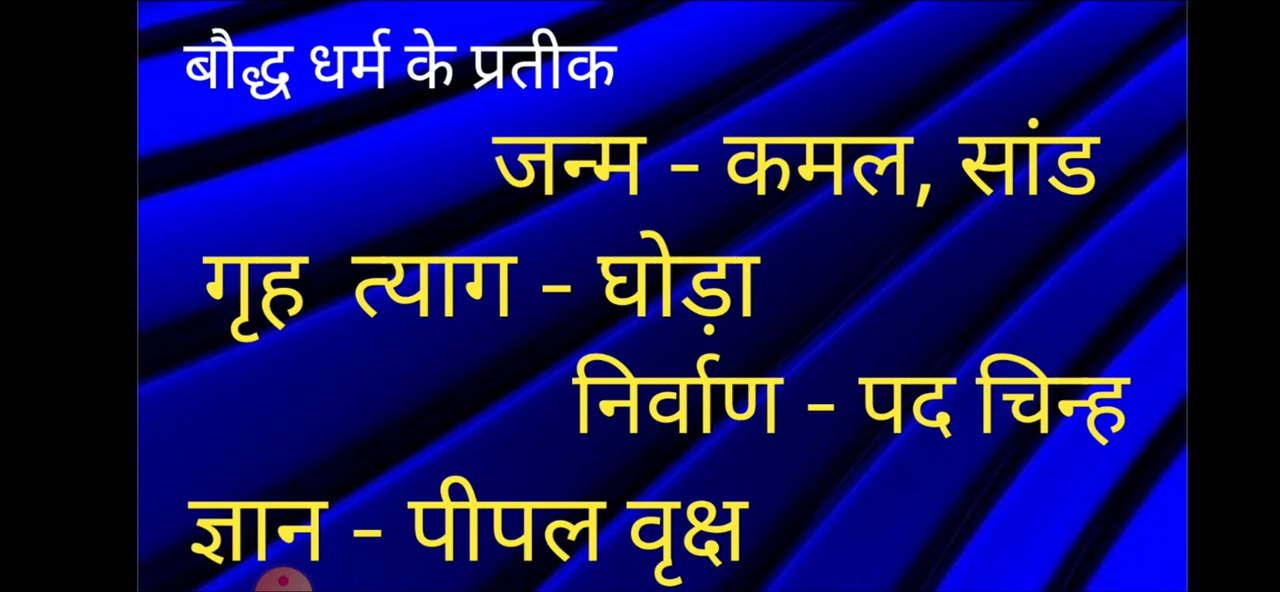 बौद्ध धर्म के प्रतीक
जन्म - कमल, सांड
गृह त्याग - घोड़ा
निर्वाण - पद चिन्ह
ज्ञान - पीपल वृक्ष